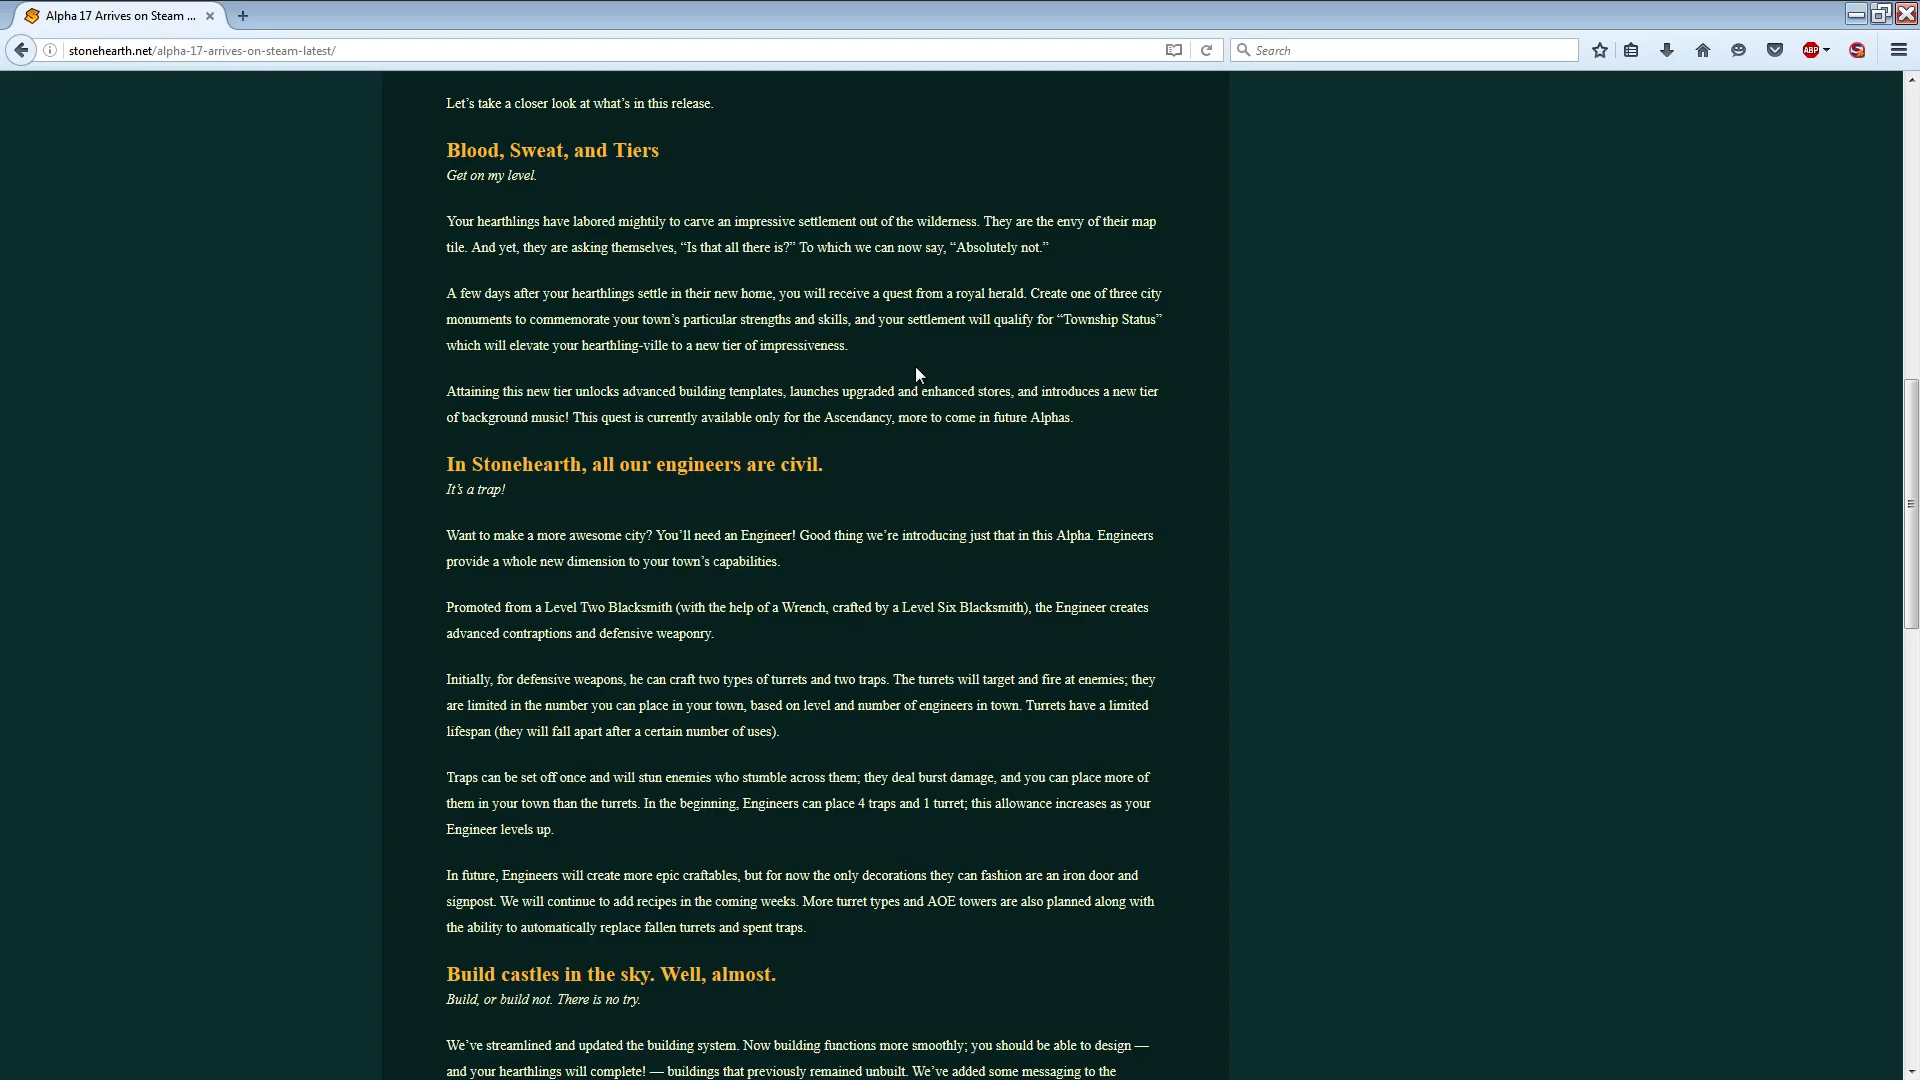 Alpha 17 Arrives on Steam ...
stonehearth.net/alpha-17-arrives-on-steam-latest/
Search
ABP
Let’s take a closer look at what’s in this release.
Blood, Sweat, and Tiers
Get on my level.
Your hearthlings have labored mightily to carve an impressive settlement out of the wilderness. They are the envy of their map
tile. And yet, they are asking themselves, “Is that all there is?” To which we can now say, “Absolutely not.”
A few days after your hearthlings settle in their new home, you will receive a quest from a royal herald. Create one of three city
monuments to commemorate your town’s particular strengths and skills, and your settlement will qualify for “Township Status”
which will elevate your hearthling-ville to a new tier of impressiveness.
Attaining this new tier unlocks advanced building templates, launches upgraded and enhanced stores, and introduces a new tier
of background music! This quest is currently available only for the Ascendancy, more to come in future Alphas.
In Stonehearth, all our engineers are civil.
It’s a trap!
Want to make a more awesome city? You’ll need an Engineer! Good thing we’re introducing just that in this Alpha. Engineers
provide a whole new dimension to your town’s capabilities.
Promoted from a Level Two Blacksmith (with the help of a Wrench, crafted by a Level Six Blacksmith), the Engineer creates
advanced contraptions and defensive weaponry.
Initially, for defensive weapons, he can craft two types of turrets and two traps. The turrets will target and fire at enemies; they
are limited in the number you can place in your town, based on level and number of engineers in town. Turrets have a limited
lifespan (they will fall apart after a certain number of uses).
Traps can be set off once and will stun enemies who stumble across them; they deal burst damage, and you can place more of
them in your town than the turrets. In the beginning, Engineers can place 4 traps and 1 turret; this allowance increases as your
Engineer levels up.
In future, Engineers will create more epic craftables, but for now the only decorations they can fashion are an iron door and
signpost. We will continue to add recipes in the coming weeks. More turret types and AOE towers are also planned along with
the ability to automatically replace fallen turrets and spent traps.
Build castles in the sky. Well, almost.
Build, or build not. There is no try.
We’ve streamlined and updated the building system. Now building functions more smoothly; you should be able to design —
and your hearthlings will complete! — buildings that previously remained unbuilt. We’ve added some messaging to the